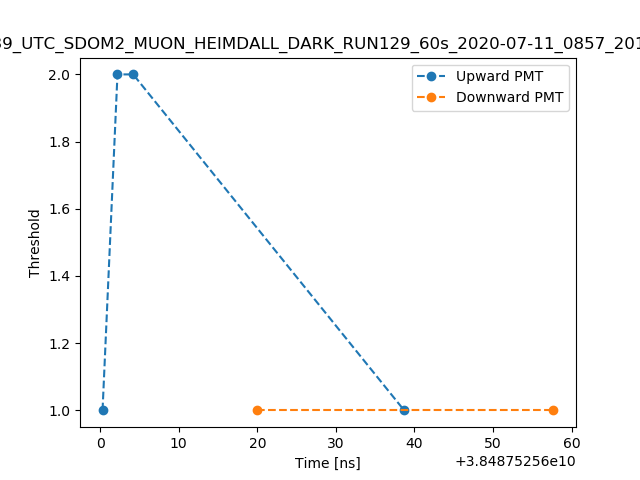 39_UTC_SDOM2_MUON_HEIMDALL_DARK_RUN129_60s_2020-07-11_0857_201
Upward PMT
Downward PMT
Threshold
2.0
1.8
1.6
1.4
1.2
1.0
0 10 20 30 40 50 60
Time [ns]
+3.84875256e10